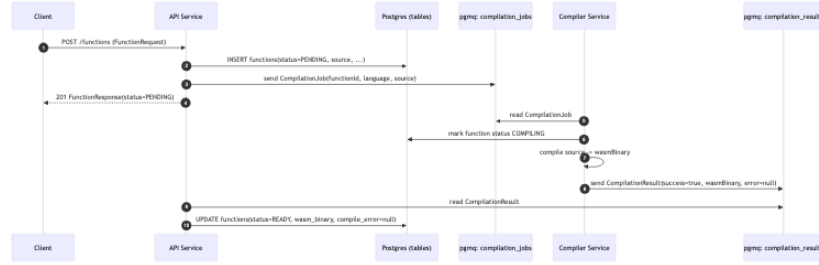 Client API Service Postgres (tables) pgmq: compilation_jobs Compiler Service pgmq: compilation_result
1 POST /functions (FunctionRequest)
2 INSERT functions(status=PENDING, source, ...)
3 send CompilationJob(functionId, language, source)
201 FunctionResponse(status=PENDING) 4
read CompilationJob 5
mark function status COMPILING 6
compile source → wasmBinary
7
8 send CompilationResult(success=true, wasmBinary, error=null)
9 read CompilationResult
10 UPDATE functions(status=READY, wasm_binary, compile_error=null)
Client API Service Postgres (tables) pgmq: compilation_jobs Compiler Service pgmq: compilation_result